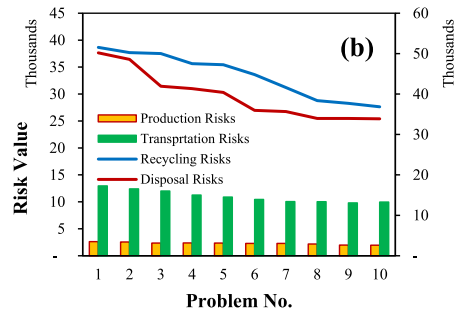 45
40
35
30
25
20
15
10
5
-
Thousands
Risk Value
(b)
Production Risks
Transprtation Risks
Recycling Risks
Disposal Risks
60
50
40
30
20
10
-
Thousands
1 2 3 4 5 6 7 8 9 10
Problem No.